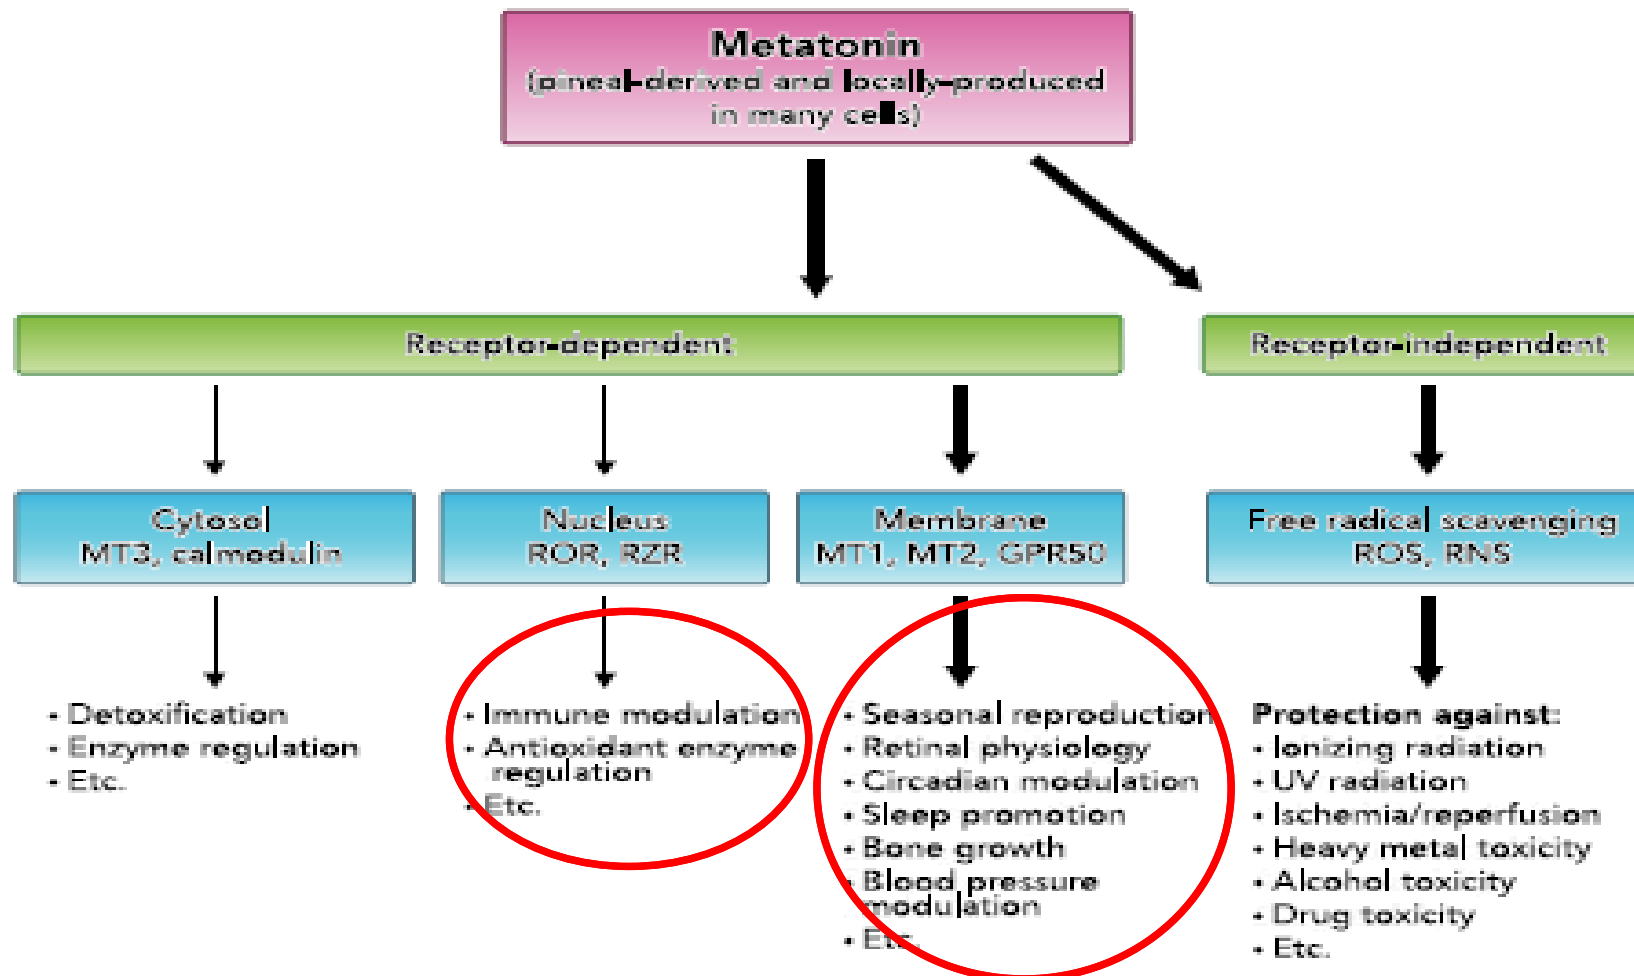 Metatonin
(pineal-derived and locally-produced
in many cells)
Receptor-dependent
Receptor-independent
Cytosol
MT3, calmodulin
Nucleus
ROR, RZR
Membrane
MT1, MT2, GPR50
Free radical scavenging
ROS, RNS
• Detoxification
• Enzyme regulation
• Etc.
• Immune modulation
• Antioxidant enzyme
regulation
• Etc.
• Seasonal reproduction
• Retinal physiology
• Circadian modulation
• Sleep promotion
• Bone growth
• Blood pressure
modulation
• Etc.
Protection against:
• Ionizing radiation
• UV radiation
• Ischemia/reperfusion
• Heavy metal toxicity
• Alcohol toxicity
• Drug toxicity
• Etc.